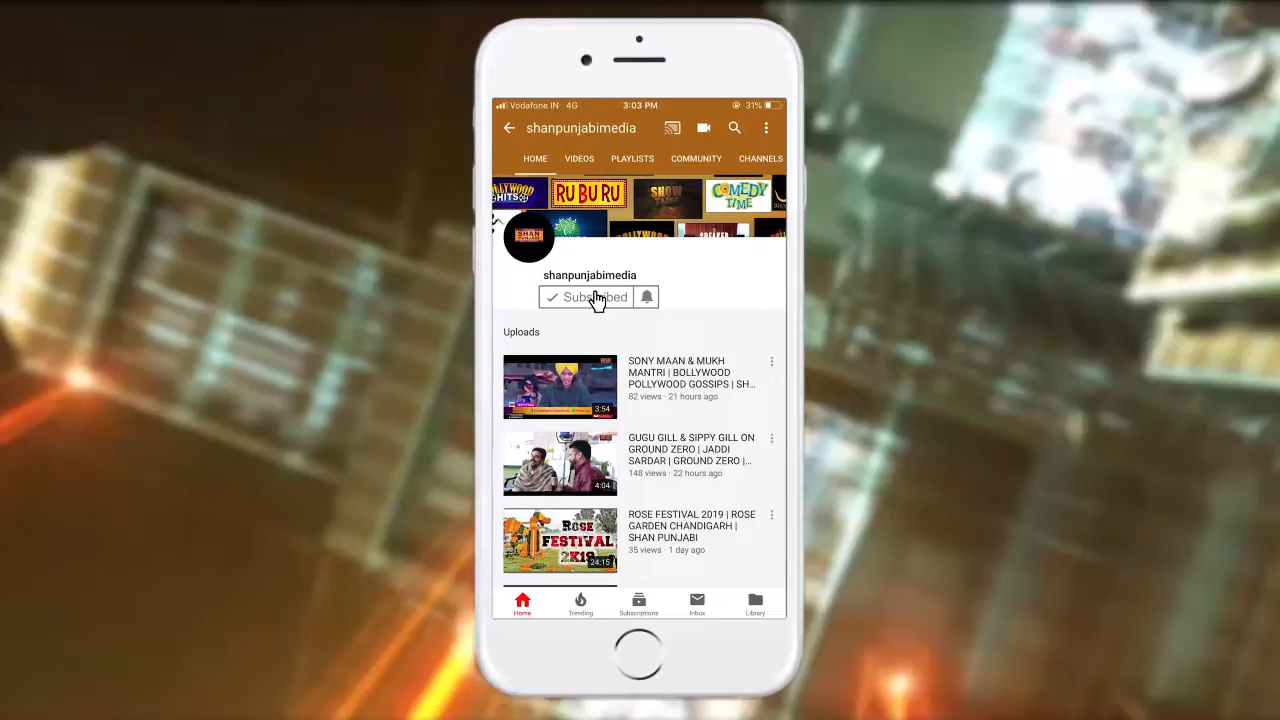 Vodafone IN 4G 3:03 PM 31%
shanpunjabimedia
HOME VIDEOS PLAYLISTS COMMUNITY CHANNELS
HITS RU BU RU SHOW TIME COMEDY TIME
SHAN PUNJABI
shanpunjabimedia
Subscribed
Uploads
SONY MAAN & MUKH
MANTRI | BOLLYWOOD
POLLYWOOD GOSSIPS | SH...
82 views · 21 hours ago
3:54
GUGU GILL & SIPPY GILL ON
GROUND ZERO | JADDI
SARDAR | GROUND ZERO |...
148 views · 22 hours ago
4:04
ROSE FESTIVAL 2019 | ROSE
GARDEN CHANDIGARH |
SHAN PUNJABI
35 views · 1 day ago
ROSE
FESTIVAL
2K19
24:15
Home Trending Subscriptions Inbox Library